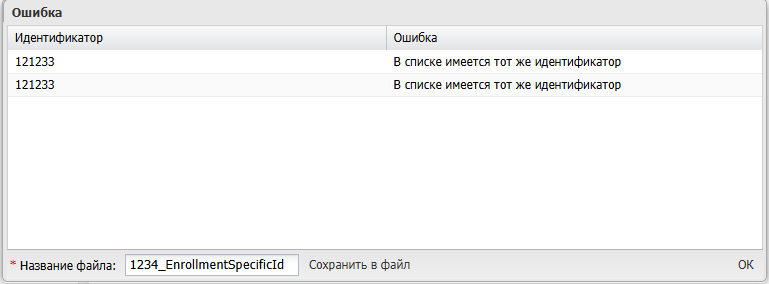 Ошибка
Идентификатор Ошибка
121233 В списке имеется тот же идентификатор
121233 В списке имеется тот же идентификатор
* Название файла: 1234_EnrollmentSpecificId Сохранить в файл OK